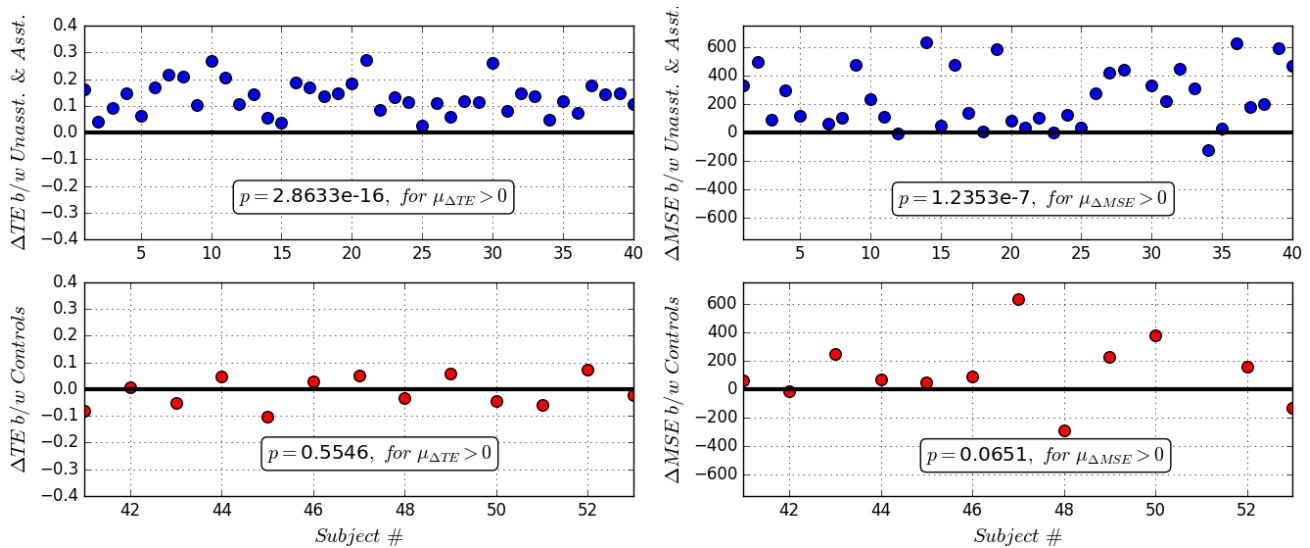 ΔTE b/w Unasst. & Asst.
0.4
0.3
0.2
0.1
0.0
−0.1
−0.2
−0.3
−0.4
p = 2.8633e-16, for μΔTE > 0
5 10 15 20 25 30 35 40
ΔMSE b/w Unasst. & Asst.
600
400
200
0
−200
−400
−600
p = 1.2353e-7, for μΔMSE > 0
5 10 15 20 25 30 35 40
ΔTE b/w Controls
0.4
0.3
0.2
0.1
0.0
−0.1
−0.2
−0.3
−0.4
p = 0.5546, for μΔTE > 0
42 44 46 48 50 52
Subject #
ΔMSE b/w Controls
600
400
200
0
−200
−400
−600
p = 0.0651, for μΔMSE > 0
42 44 46 48 50 52
Subject #